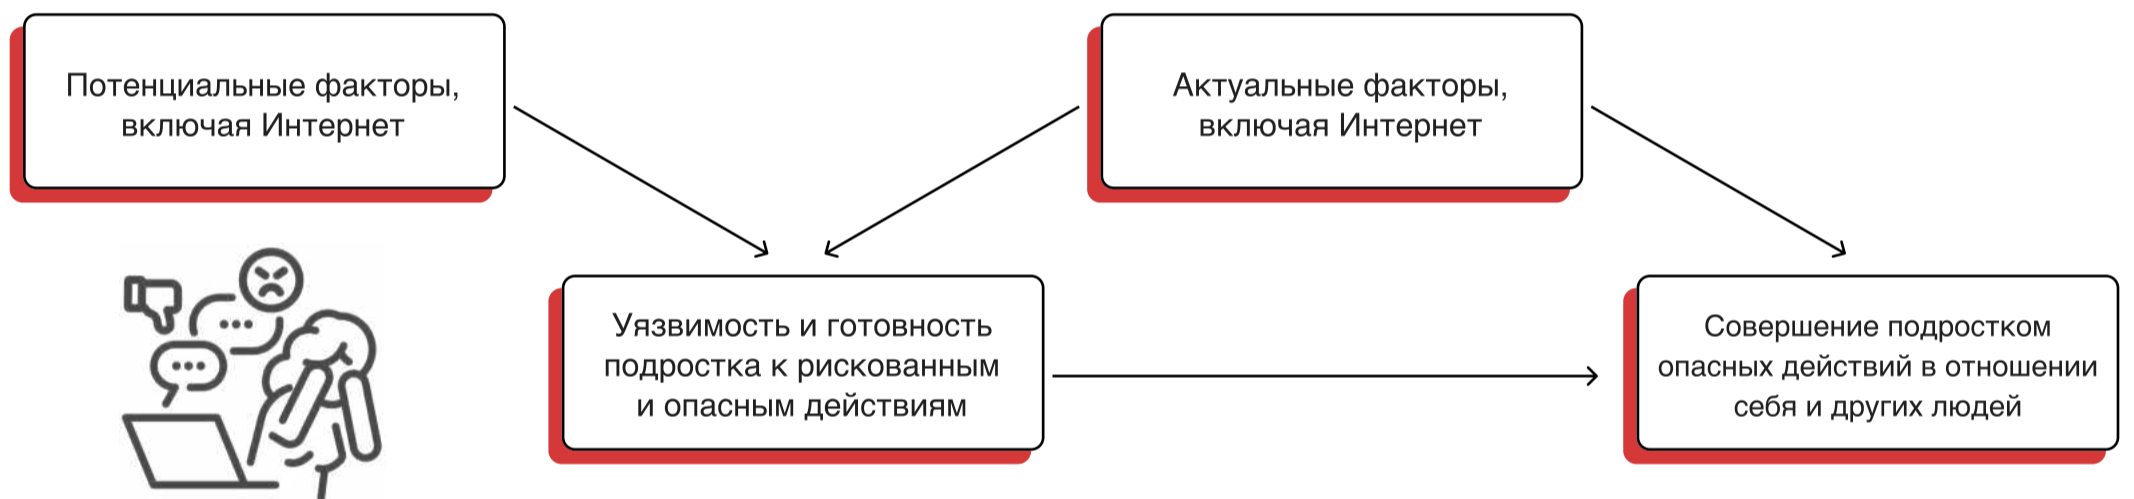 Потенциальные факторы,
включая Интернет
Актуальные факторы,
включая Интернет
Уязвимость и готовность
подростка к рискованным
и опасным действиям
Совершение подростком
опасных действий в отношении
себя и других людей